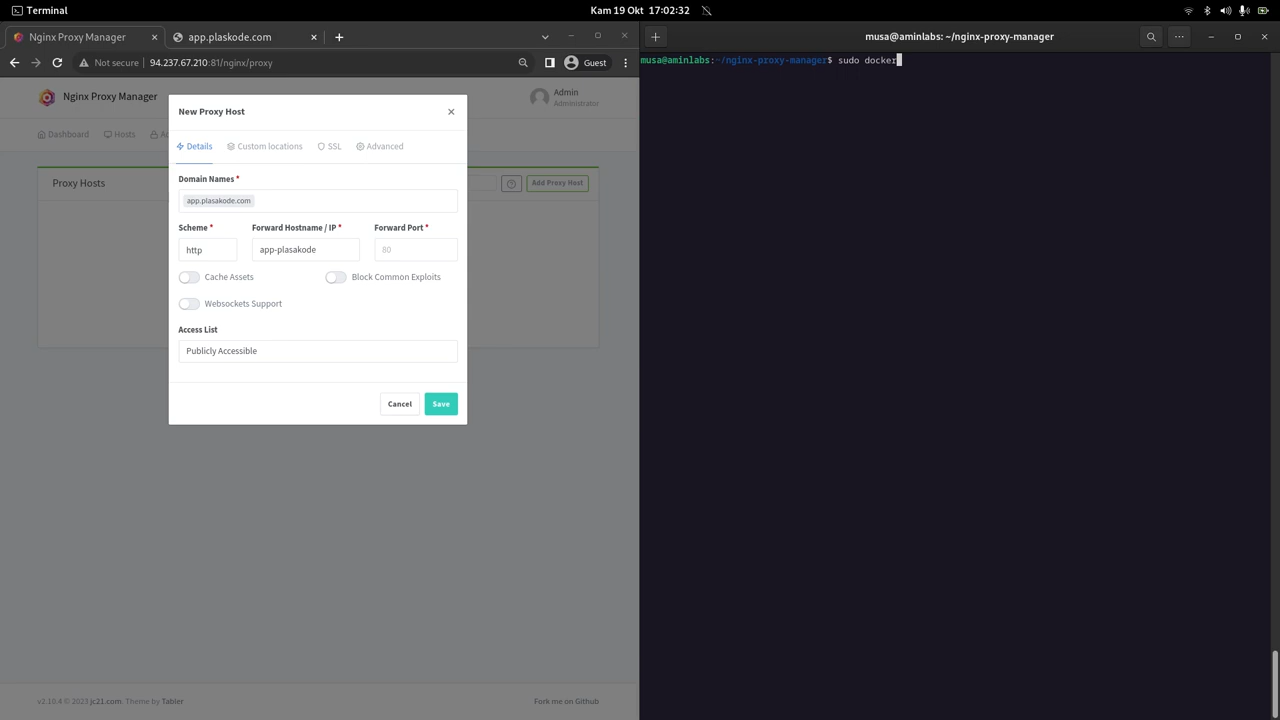 Terminal
Kam 19 Okt 17:02:32
Nginx Proxy Manager
app.plaskode.com
Not secure
94.237.67.210:81/nginx/proxy
Guest
Nginx Proxy Manager
Admin
Administrator
Dashboard
Hosts
Proxy Hosts
Add Proxy Host
New Proxy Host
Details
Custom locations
SSL
Advanced
Domain Names *
app.plasakode.com
Scheme *
Forward Hostname / IP *
Forward Port *
http
app-plasakode
80
Cache Assets
Block Common Exploits
Websockets Support
Access List
Publicly Accessible
Cancel
Save
v2.10.4 © 2023 jc21.com. Theme by Tabler
Fork me on Github
musa@aminlabs: ~/nginx-proxy-manager
musa@aminlabs:~/nginx-proxy-manager$ sudo docker